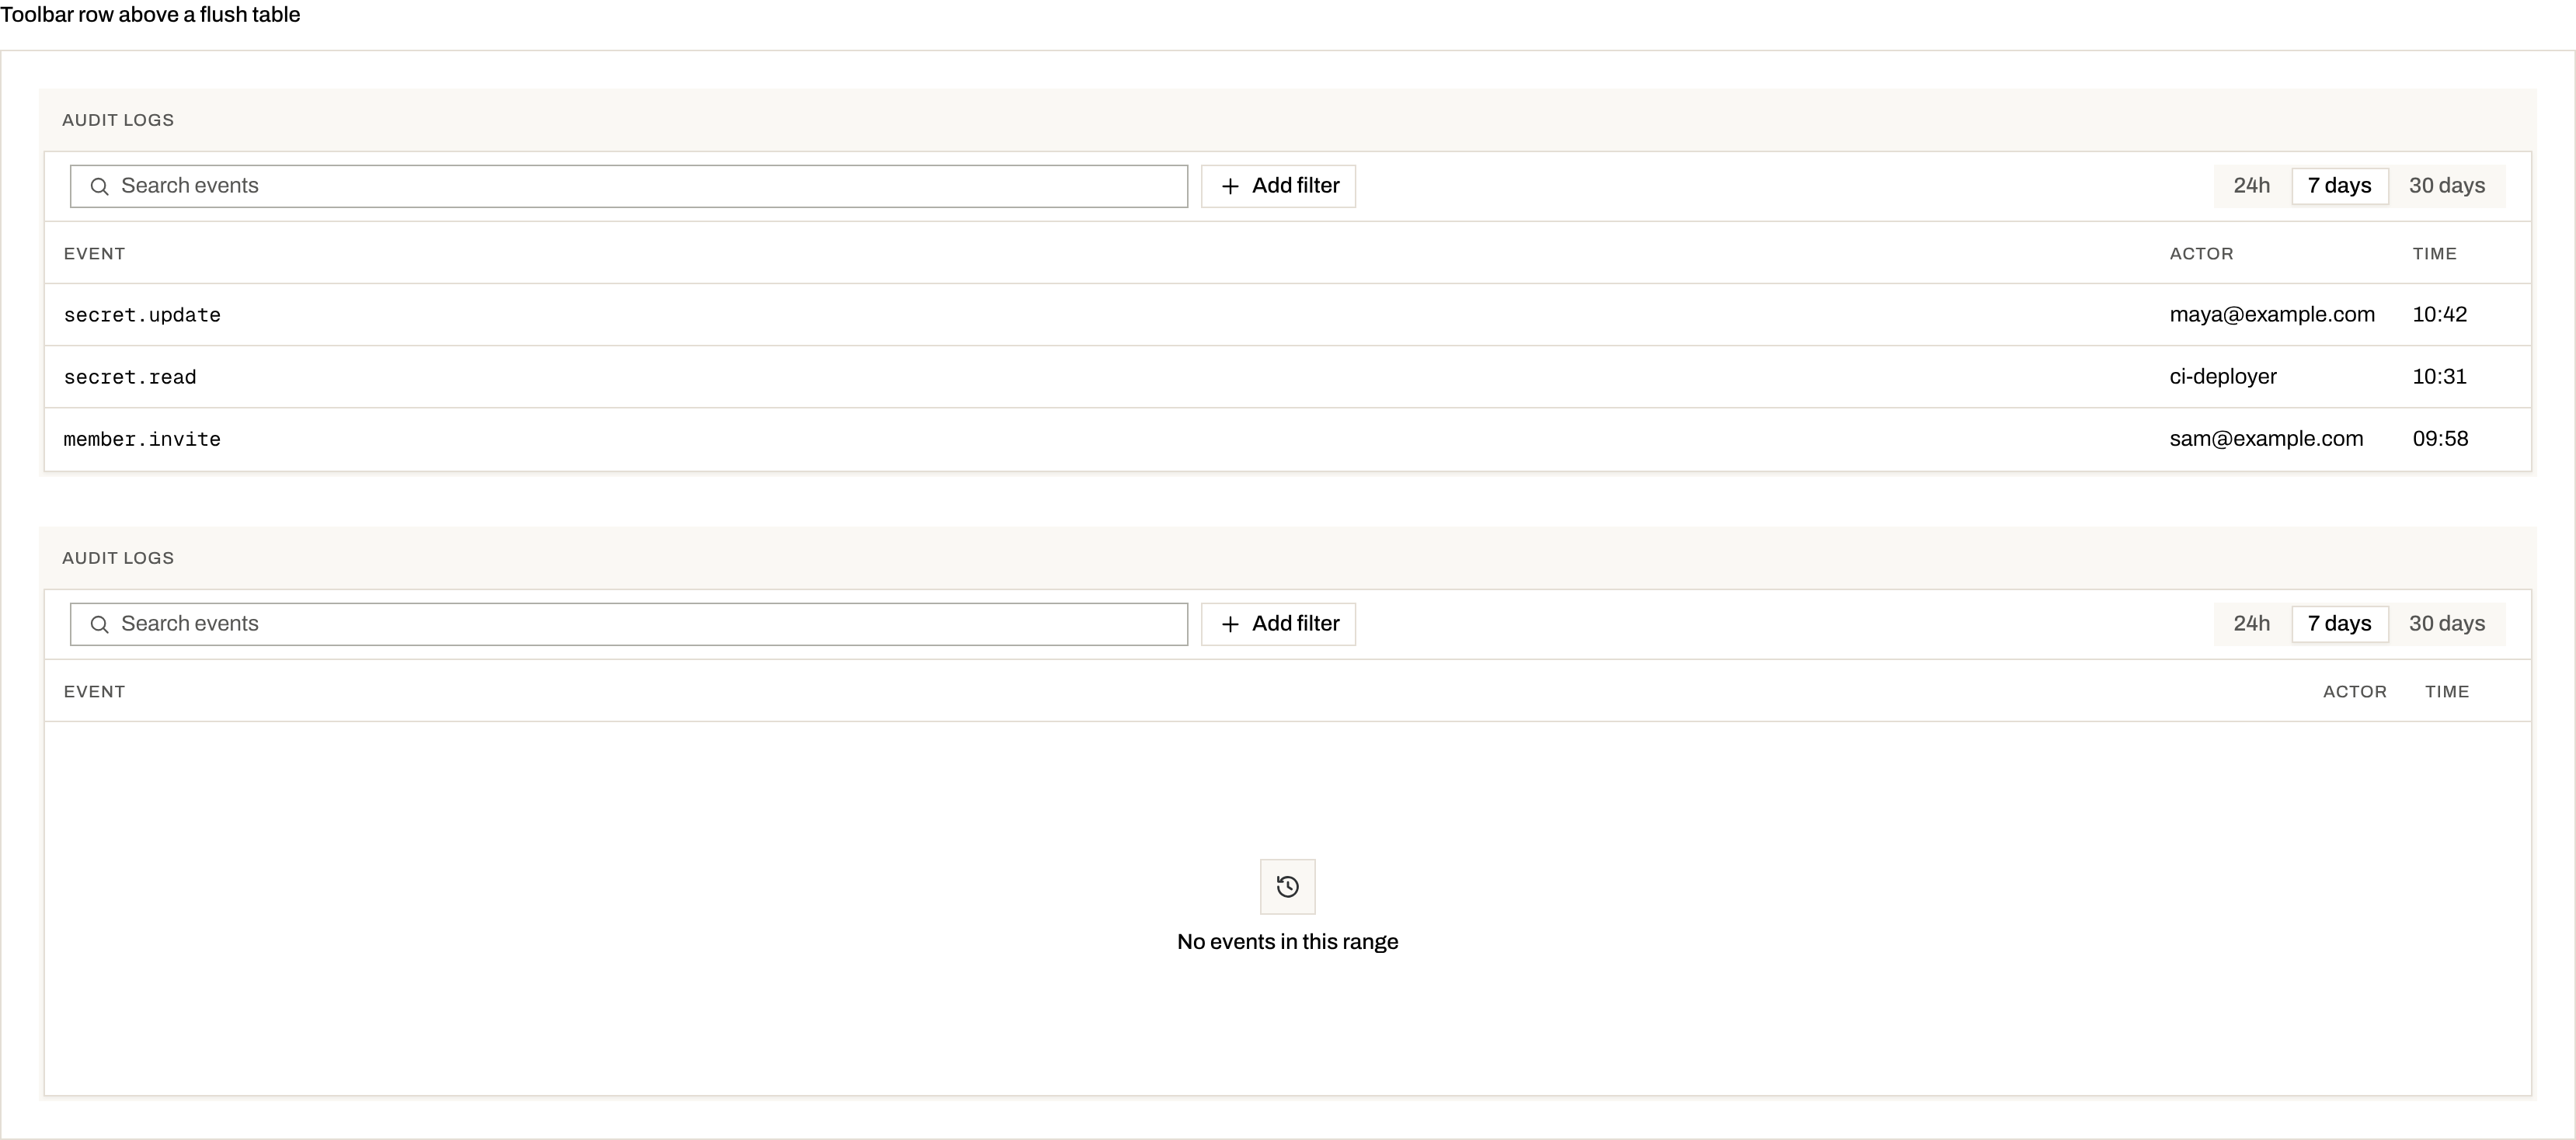 Toolbar row above a flush table
AUDIT LOGS
Search events + Add filter 24h 7 days 30 days
EVENT ACTOR TIME
secret.update maya@example.com 10:42
secret.read ci-deployer 10:31
member.invite sam@example.com 09:58
AUDIT LOGS
Search events + Add filter 24h 7 days 30 days
EVENT ACTOR TIME
No events in this range